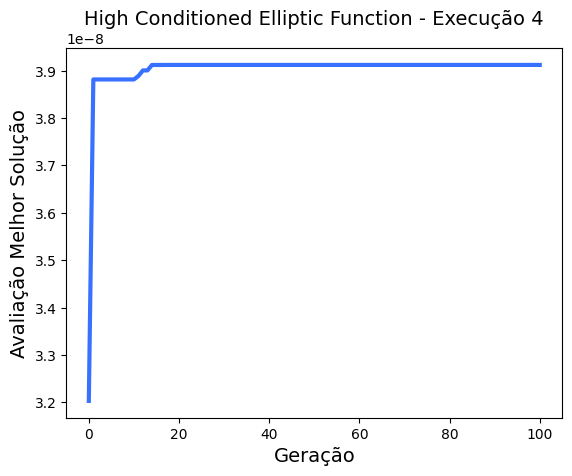 High Conditioned Elliptic Function - Execução 4
1e−8
3.9
3.8
3.7
3.6
3.5
3.4
3.3
3.2
Avaliação Melhor Solução
0 20 40 60 80 100
Geração